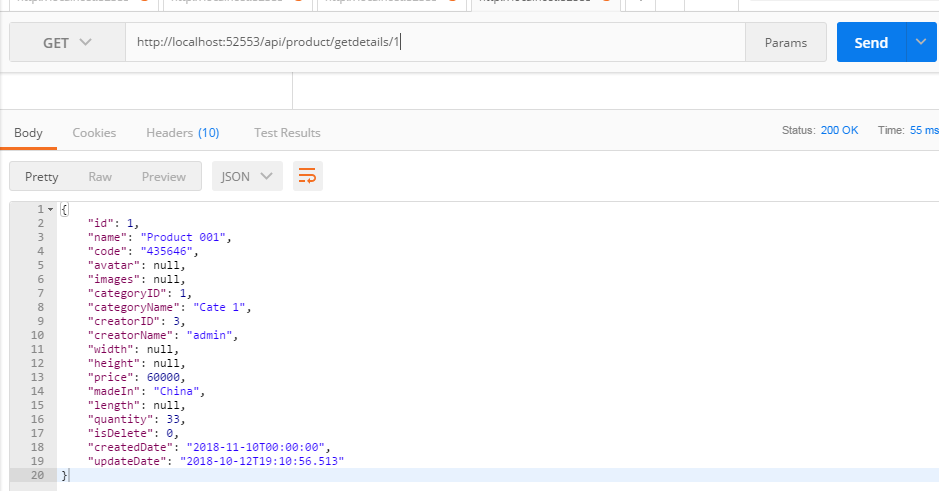 GET http://localhost:52553/api/product/getdetails/1 Params Send
Body Cookies Headers (10) Test Results Status: 200 OK Time: 55 ms
Pretty Raw Preview JSON
1 {
2 "id": 1,
3 "name": "Product 001",
4 "code": "435646",
5 "avatar": null,
6 "images": null,
7 "categoryID": 1,
8 "categoryName": "Cate 1",
9 "creatorID": 3,
10 "creatorName": "admin",
11 "width": null,
12 "height": null,
13 "price": 60000,
14 "madeIn": "China",
15 "length": null,
16 "quantity": 33,
17 "isDelete": 0,
18 "createdDate": "2018-11-10T00:00:00",
19 "updateDate": "2018-10-12T19:10:56.513"
20 }